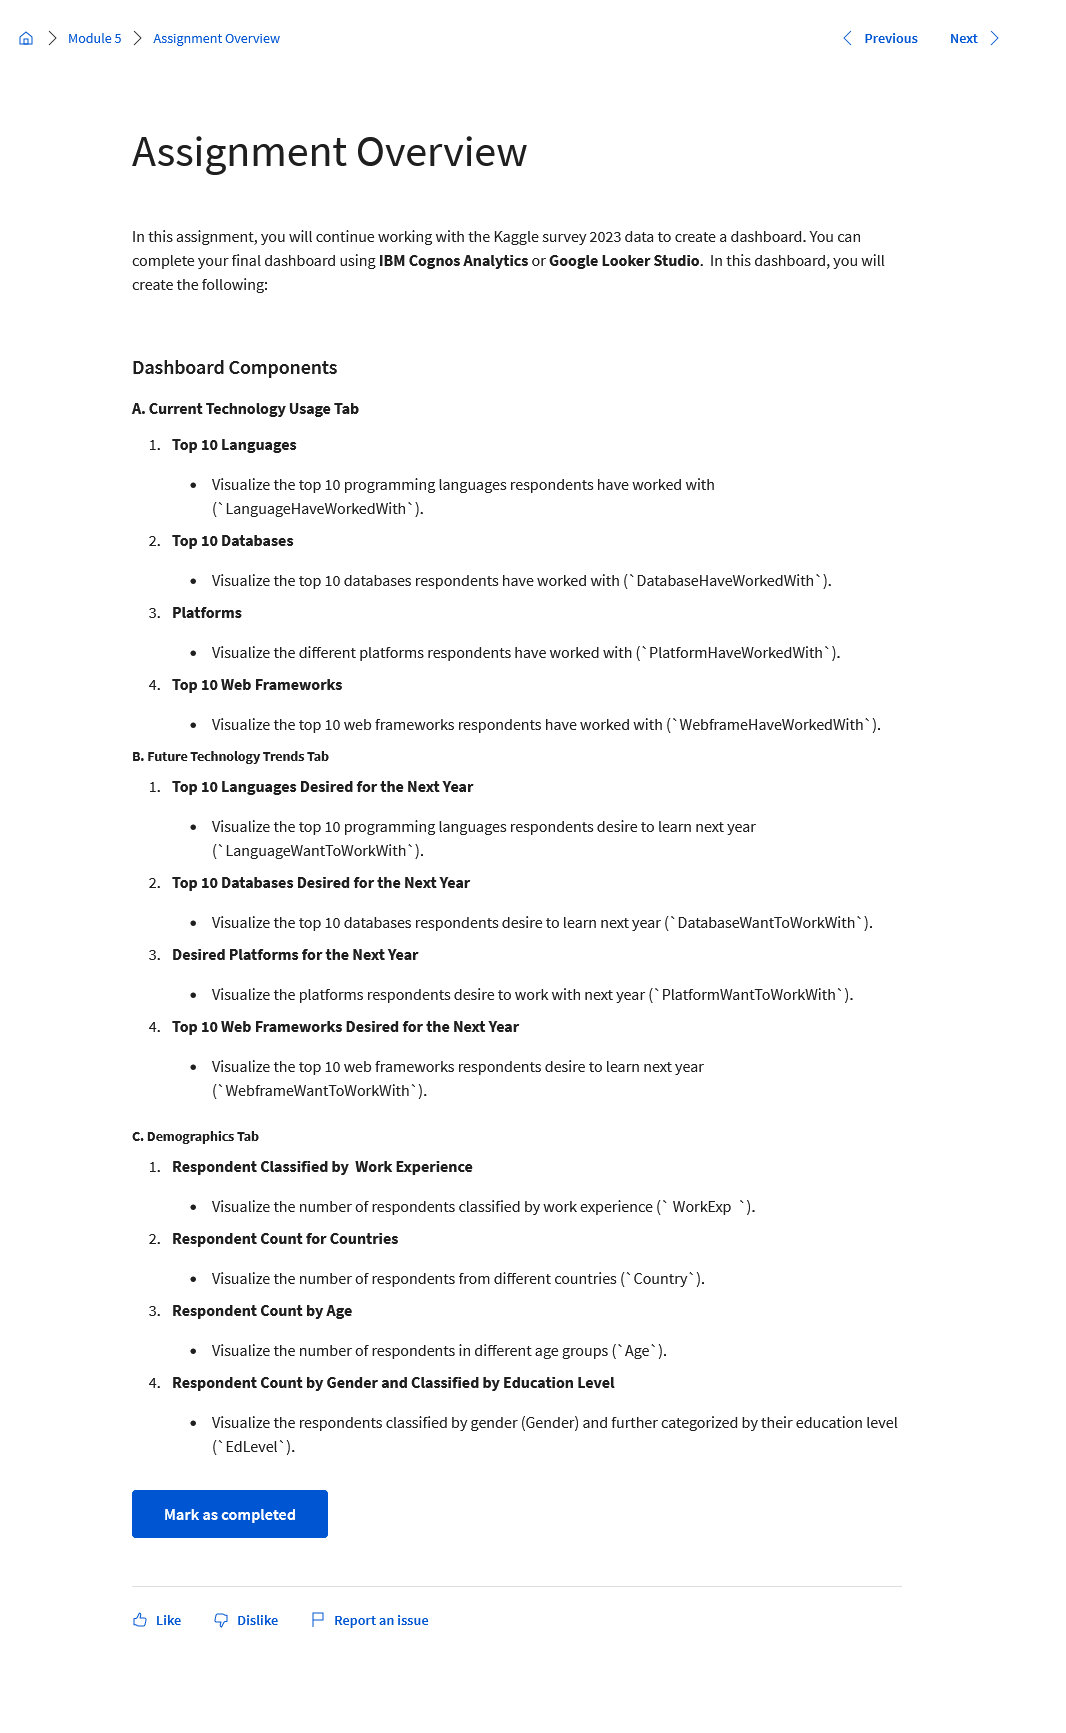 Module 5
Assignment Overview
Previous
Next
Assignment Overview
In this assignment, you will continue working with the Kaggle survey 2023 data to create a dashboard. You can
complete your final dashboard using IBM Cognos Analytics or Google Looker Studio.  In this dashboard, you will
create the following:
Dashboard Components
A. Current Technology Usage Tab
1. Top 10 Languages
• Visualize the top 10 programming languages respondents have worked with
(`LanguageHaveWorkedWith`).
2. Top 10 Databases
• Visualize the top 10 databases respondents have worked with (`DatabaseHaveWorkedWith`).
3. Platforms
• Visualize the different platforms respondents have worked with (`PlatformHaveWorkedWith`).
4. Top 10 Web Frameworks
• Visualize the top 10 web frameworks respondents have worked with (`WebframeHaveWorkedWith`).
B. Future Technology Trends Tab
1. Top 10 Languages Desired for the Next Year
• Visualize the top 10 programming languages respondents desire to learn next year
(`LanguageWantToWorkWith`).
2. Top 10 Databases Desired for the Next Year
• Visualize the top 10 databases respondents desire to learn next year (`DatabaseWantToWorkWith`).
3. Desired Platforms for the Next Year
• Visualize the platforms respondents desire to work with next year (`PlatformWantToWorkWith`).
4. Top 10 Web Frameworks Desired for the Next Year
• Visualize the top 10 web frameworks respondents desire to learn next year
(`WebframeWantToWorkWith`).
C. Demographics Tab
1. Respondent Classified by  Work Experience
• Visualize the number of respondents classified by work experience (` WorkExp  `).
2. Respondent Count for Countries
• Visualize the number of respondents from different countries (`Country`).
3. Respondent Count by Age
• Visualize the number of respondents in different age groups (`Age`).
4. Respondent Count by Gender and Classified by Education Level
• Visualize the respondents classified by gender (Gender) and further categorized by their education level
(`EdLevel`).
Mark as completed
Like
Dislike
Report an issue